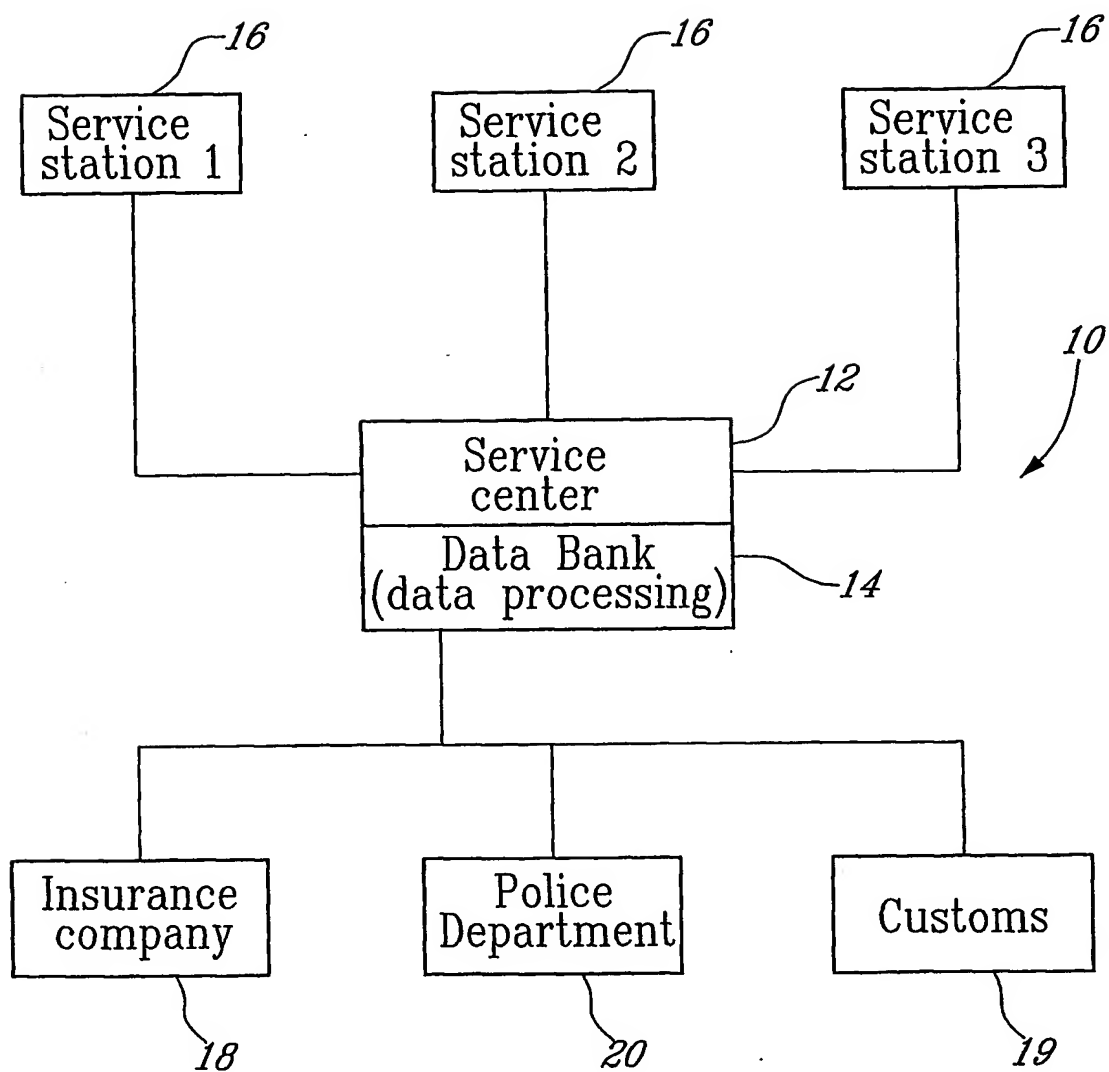 16
16
16
Service
station 1
Service
station 2
Service
station 3
10
12
Service
center
Data Bank
(data processing)
14
Insurance
company
Police
Department
Customs
18
20
19